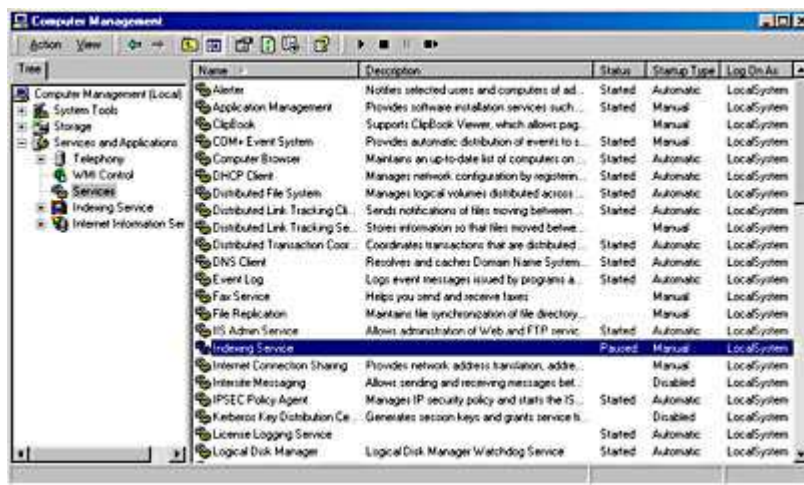 Computer Management
Action View
Tree
Computer Management (Local)
System Tools
Storage
Services and Applications
Telephony
WMI Control
Services
Indexing Service
Internet Information Ser
Name Description Status Startup Type Log On As
Alerter Notifies selected users and computers of ad... Started Automatic LocalSystem
Application Management Provides software installation services such... Started Manual LocalSystem
ClipBook Supports ClipBook Viewer, which allows pag... Manual LocalSystem
COM+ Event System Provides automatic distribution of events to s... Started Manual LocalSystem
Computer Browser Maintains an up-to-date list of computers on ... Started Automatic LocalSystem
DHCP Client Manages network configuration by registerin... Started Automatic LocalSystem
Distributed File System Manages logical volumes distributed across ... Started Automatic LocalSystem
Distributed Link Tracking Cli... Sends notifications of files moving between ... Started Automatic LocalSystem
Distributed Link Tracking Se... Stores information so that files moved betwe... Manual LocalSystem
Distributed Transaction Coor... Coordinates transactions that are distributed ... Started Automatic LocalSystem
DNS Client Resolves and caches Domain Name System... Started Automatic LocalSystem
Event Log Logs event messages issued by programs a... Started Automatic LocalSystem
Fax Service Helps you send and receive faxes Manual LocalSystem
File Replication Maintains file synchronization of file directory... Manual LocalSystem
IIS Admin Service Allows administration of Web and FTP servic... Started Automatic LocalSystem
Indexing Service Paused Manual LocalSystem
Internet Connection Sharing Provides network address translation, addre... Manual LocalSystem
Intersite Messaging Allows sending and receiving messages bet... Disabled LocalSystem
IPSEC Policy Agent Manages IP security policy and starts the IS... Started Automatic LocalSystem
Kerberos Key Distribution Ce... Generates session keys and grants service ti... Disabled LocalSystem
License Logging Service Started Automatic LocalSystem
Logical Disk Manager Logical Disk Manager Watchdog Service Started Automatic LocalSystem